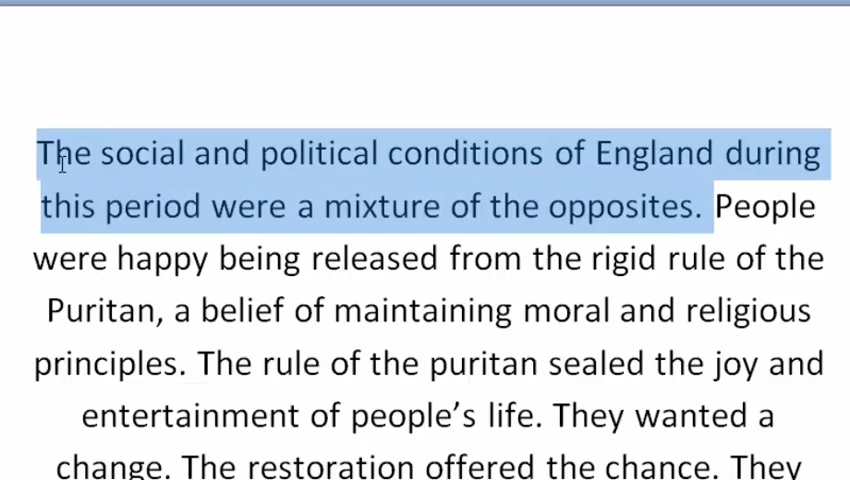 The social and political conditions of England during
this period were a mixture of the opposites. People
were happy being released from the rigid rule of the
Puritan, a belief of maintaining moral and religious
principles. The rule of the puritan sealed the joy and
entertainment of people’s life. They wanted a
change. The restoration offered the chance. They